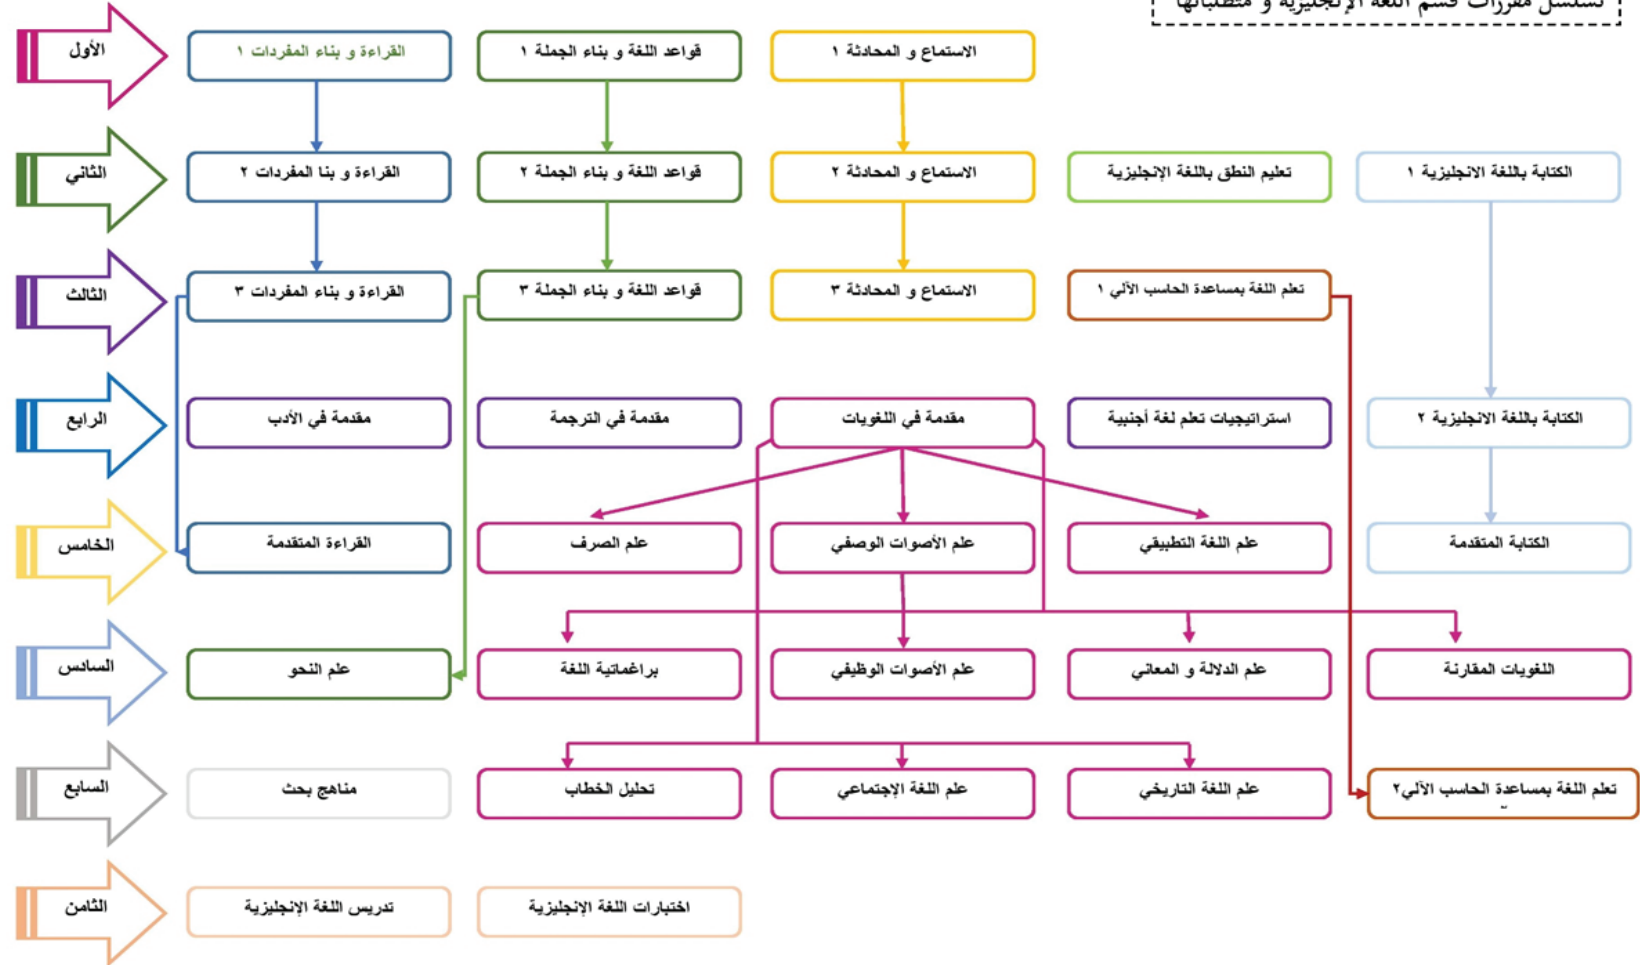 تسلسل مقررات قسم اللغة الإنجليزية و متطلباتها
الأول
القراءة و بناء المفردات ١
قواعد اللغة و بناء الجملة ١
الاستماع و المحادثة ١
الثاني
القراءة و بنا المفردات ٢
قواعد اللغة و بناء الجملة ٢
الاستماع و المحادثة ٢
تعليم النطق باللغة الإنجليزية
الكتابة باللغة الانجليزية ١
الثالث
القراءة و بناء المفردات ٣
قواعد اللغة و بناء الجملة ٣
الاستماع و المحادثة ٣
تعلم اللغة بمساعدة الحاسب الآلي ١
الرابع
مقدمة في الأدب
مقدمة في الترجمة
مقدمة في اللغويات
استراتيجيات تعلم لغة أجنبية
الكتابة باللغة الانجليزية ٢
الخامس
القراءة المتقدمة
علم الصرف
علم الأصوات الوصفي
علم اللغة التطبيقي
الكتابة المتقدمة
السادس
علم النحو
براغماتية اللغة
علم الأصوات الوظيفي
علم الدلالة و المعاني
اللغويات المقارنة
السابع
مناهج بحث
تحليل الخطاب
علم اللغة الإجتماعي
علم اللغة التاريخي
تعلم اللغة بمساعدة الحاسب الآلي٢
الثامن
تدريس اللغة الإنجليزية
اختبارات اللغة الإنجليزية